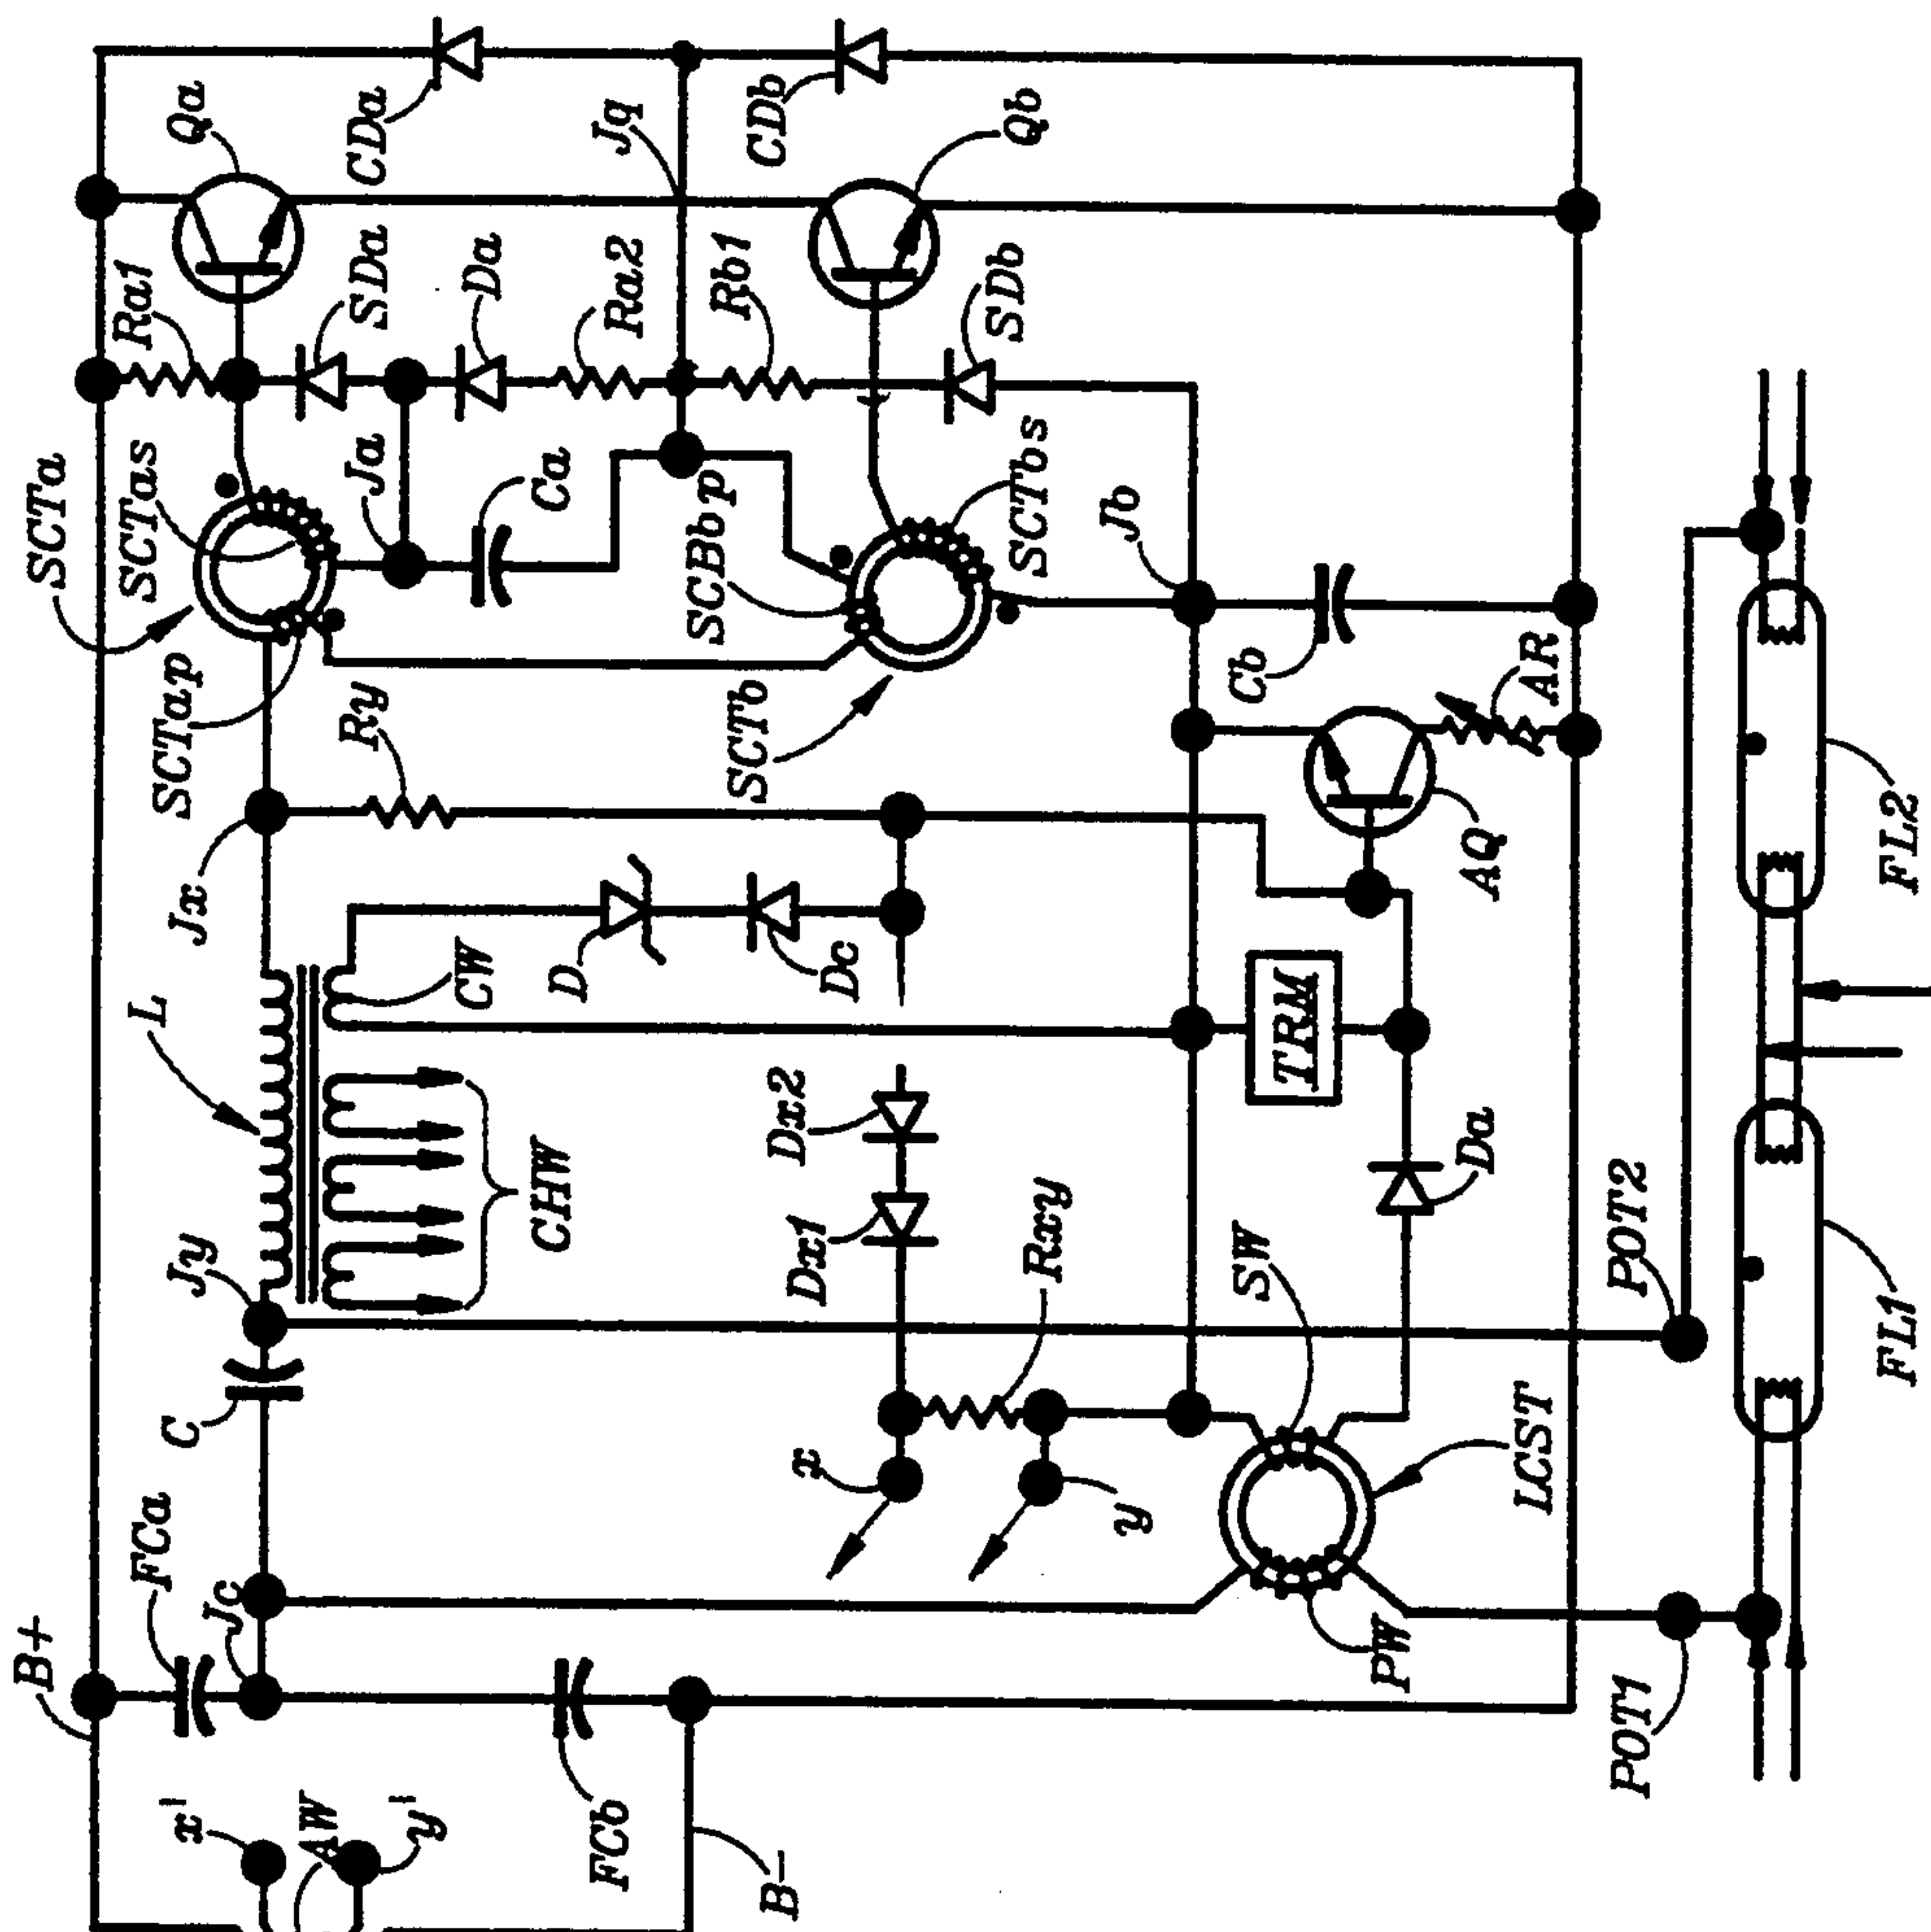 B+
FCa
Jc
C
Jy
L
Jx
SCTap
SCTa
SCTas
Ra1
Qa
CDa
SDa
Ja
Ry
Da
Ca
Ra2
Jq
SCBbp
SCTb
Rb1
CDb
Qb
SDb
SCTbs
Jb
Cb
AR
AQ
CW
D
Dc
CHW
Dx2
Dx1
Rxy
x
y
SW
TRM
Da
LCST
PW
POT1
POT2
FL1
FL2
x'
AW
y'
FCb
B-